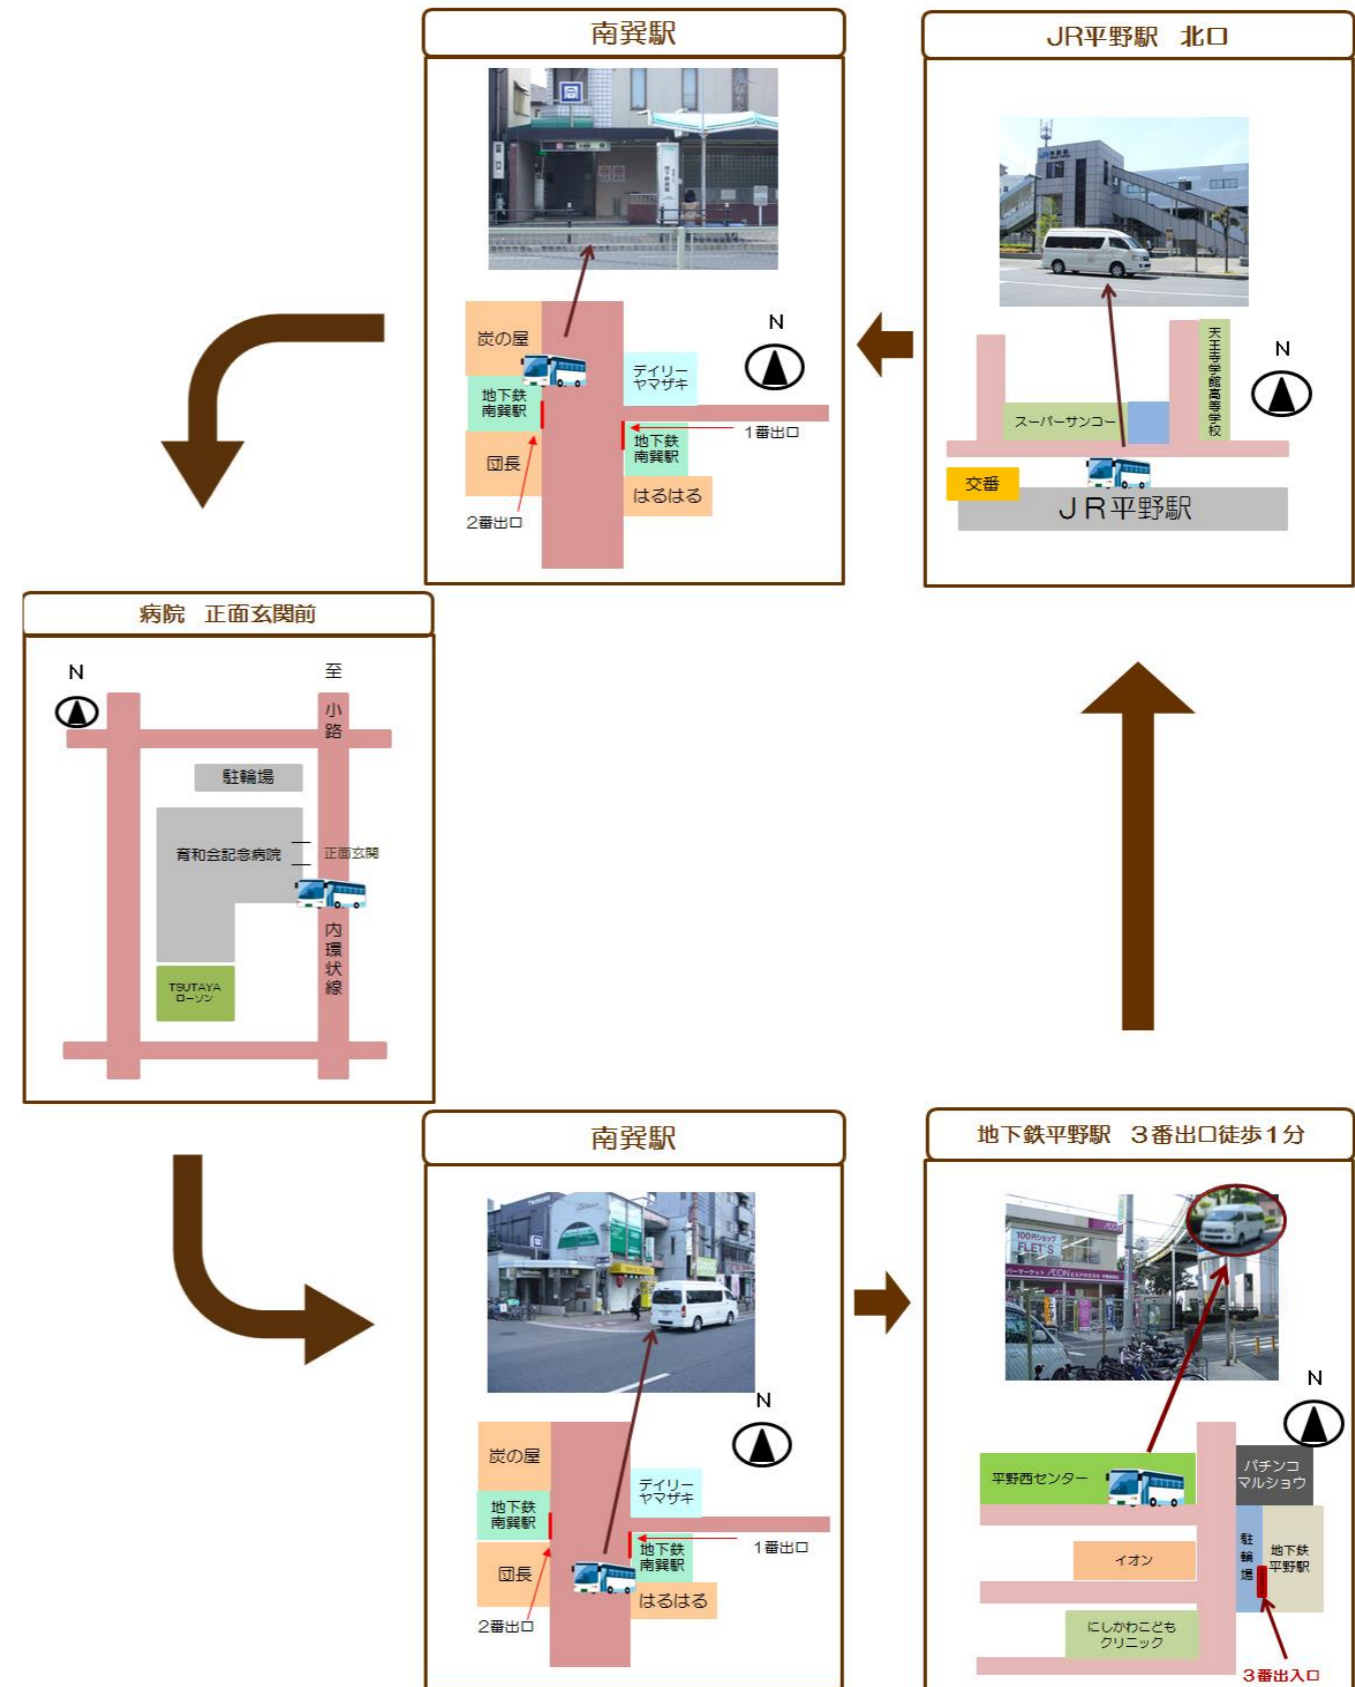 南巽駅
N
炭の屋
地下鉄
南巽駅
団長
デイリー
ヤマザキ
1番出口
地下鉄
南巽駅
はるはる
2番出口
JR平野駅 北口
N
天王寺学館高等学校
スーパーサンコー
交番
JR平野駅
病院 正面玄関前
N
至
小路
駐輪場
育和会記念病院
正面玄関
内環状線
TSUTAYA
ローソン
南巽駅
N
炭の屋
地下鉄
南巽駅
団長
デイリー
ヤマザキ
1番出口
地下鉄
南巽駅
はるはる
2番出口
地下鉄平野駅 3番出口徒歩1分
100円ショップ
FLET'S
N
平野西センター
パチンコ
マルショウ
イオン
駐輪場
地下鉄
平野駅
にしかわこども
クリニック
3番出入口